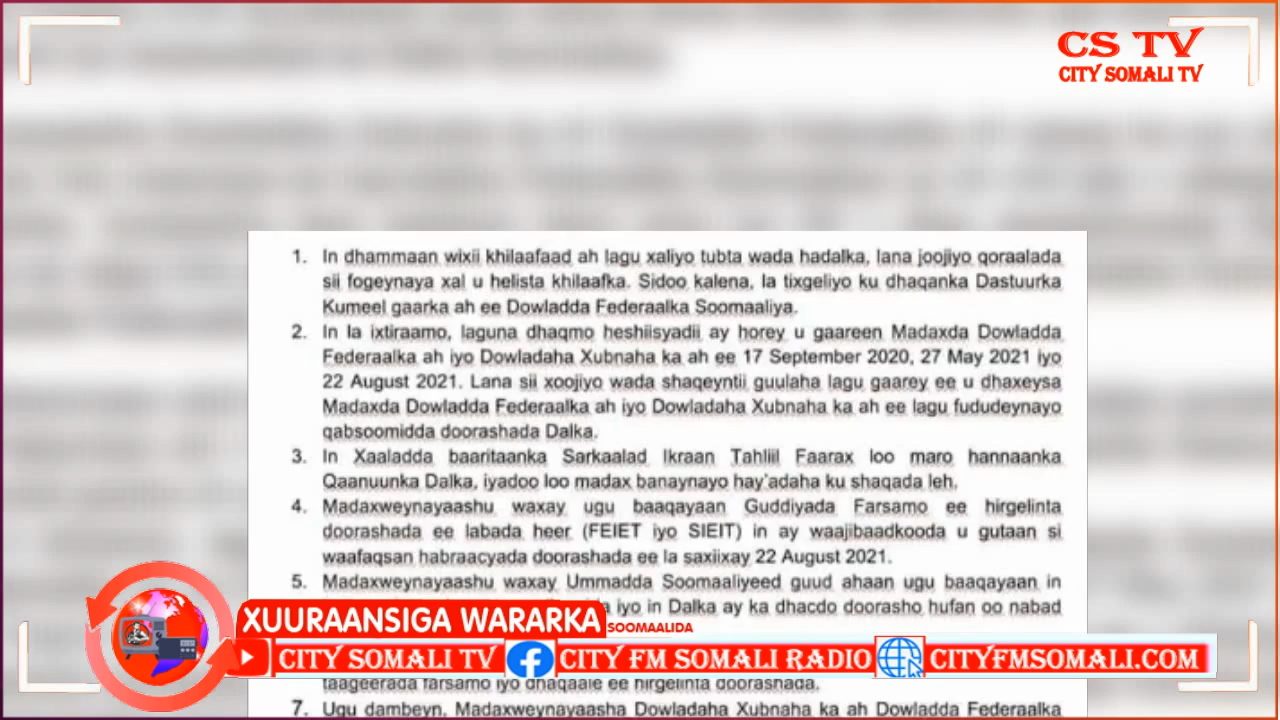 CS TV
CITY SOMALI TV
1. In dhammaan wixii khilaafaad ah lagu xaliyo tubta wada hadalka, lana joojiyo qoraalada
sii fogeynaya xal u helista khilaafka. Sidoo kalena, la tixgeliyo ku dhaqanka Dastuurka
Kumeel gaarka ah ee Dowladda Federaalka Soomaaliya.
2. In la ixtiraamo, laguna dhaqmo heshiisyadii ay horey u gaareen Madaxda Dowladda
Federaalka ah iyo Dowladaha Xubnaha ka ah ee 17 September 2020, 27 May 2021 iyo
22 August 2021. Lana sii xoojiyo wada shaqeyntii guulaha lagu gaarey ee u dhaxeysa
Madaxda Dowladda Federaalka ah iyo Dowladaha Xubnaha ka ah ee lagu fududeynayo
qabsoomidda doorashada Dalka.
3. In Xaaladda baaritaanka Sarkaalad Ikraan Tahliil Faarax loo maro hannaanka
Qaanuunka Dalka, iyadoo loo madax banaynayo hay'adaha ku shaqada leh.
4. Madaxweynayaashu waxay ugu baaqayaan Guddiyada Farsamo ee hirgelinta
doorashada ee labada heer (FEIET iyo SIEIT) in ay waajibaadkooda u gutaan si
waafaqsan habraacyada doorashada ee la saxiixay 22 August 2021.
5. Madaxweynayaashu waxay Ummadda Soomaaliyeed guud ahaan ugu baaqayaan in
iyo in Dalka ay ka dhacdo doorasho hufan oo nabad
XUURAANSIGA WARARKA
SOOMAALIDA
CITY SOMALI TV CITY FM SOMALI RADIO CITYFMSOMALI.COM
taageerada farsamo iyo dhaqaale ee hirgelinta doorashada.
7. Ugu dambeyn, Madaxweynayaasha Dowladaha Xubnaha ka ah Dowladda Federaalka